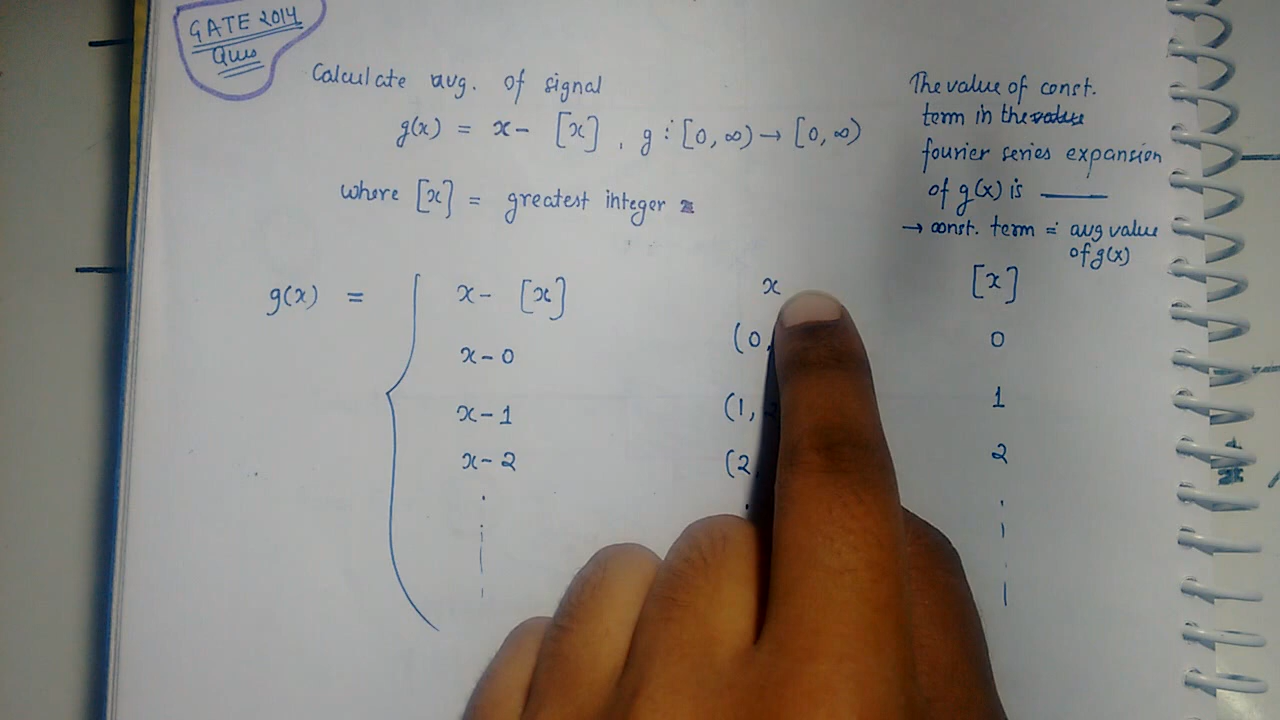 GATE 2014
Ques
Calculate avg. of signal
g(x) = x - [x] , g : [0, ∞) → [0, ∞)
where [x] = greatest integer
The value of const.
term in the
fourier series expansion
of g(x) is ____
→ const. term = avg value
of g(x)
g(x) = { x - [x] x [x]
x - 0 (0, 0
x - 1 (1, 1
x - 2 (2, 2